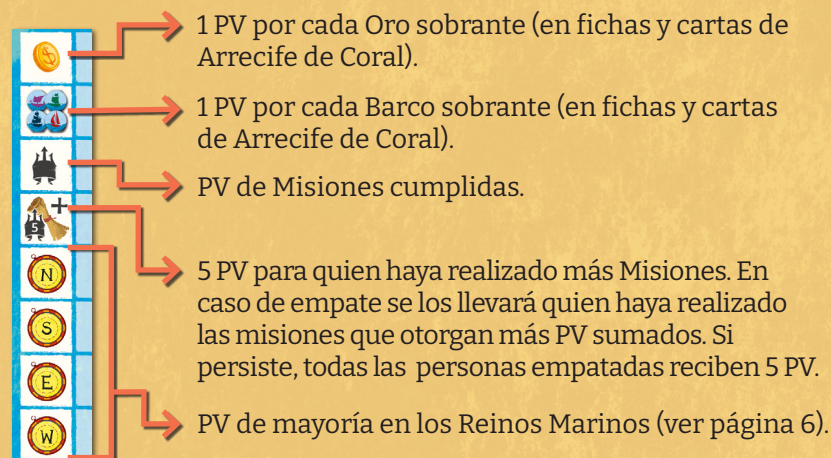 1 PV por cada Oro sobrante (en fichas y cartas de
Arrecife de Coral).
1 PV por cada Barco sobrante (en fichas y cartas
de Arrecife de Coral).
PV de Misiones cumplidas.
5
+
5 PV para quien haya realizado más Misiones. En
caso de empate se los llevará quien haya realizado
las misiones que otorgan más PV sumados. Si
persiste, todas las personas empatadas reciben 5 PV.
N
S
E
W
PV de mayoría en los Reinos Marinos (ver página 6).